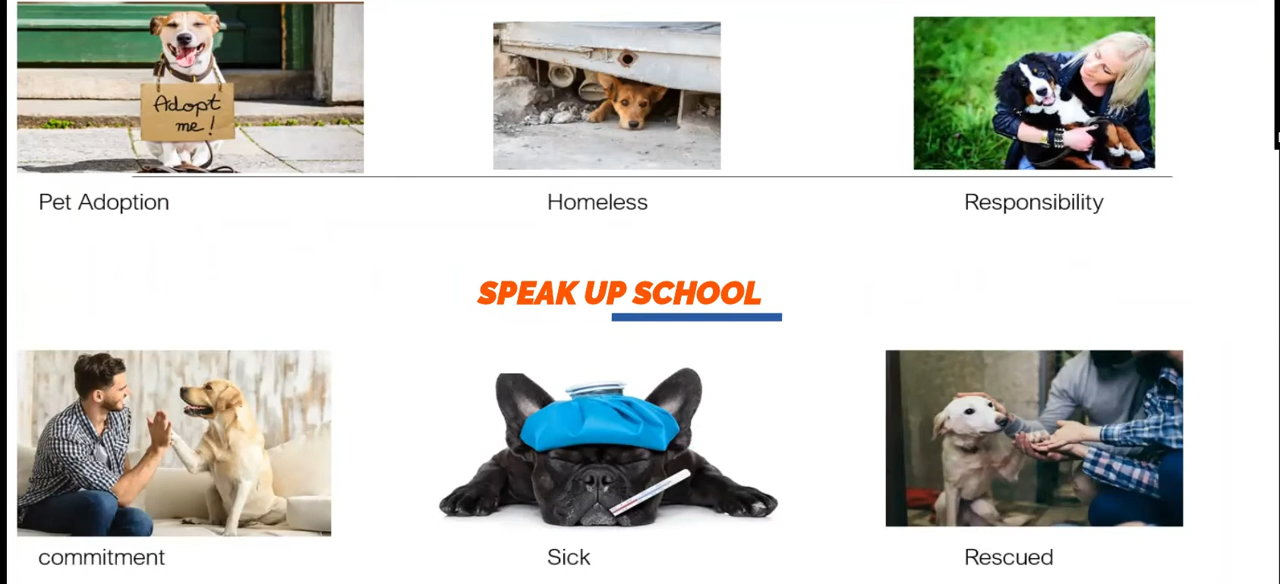 Adopt
me!
Pet Adoption
Homeless
Responsibility
SPEAK UP SCHOOL
commitment
Sick
Rescued